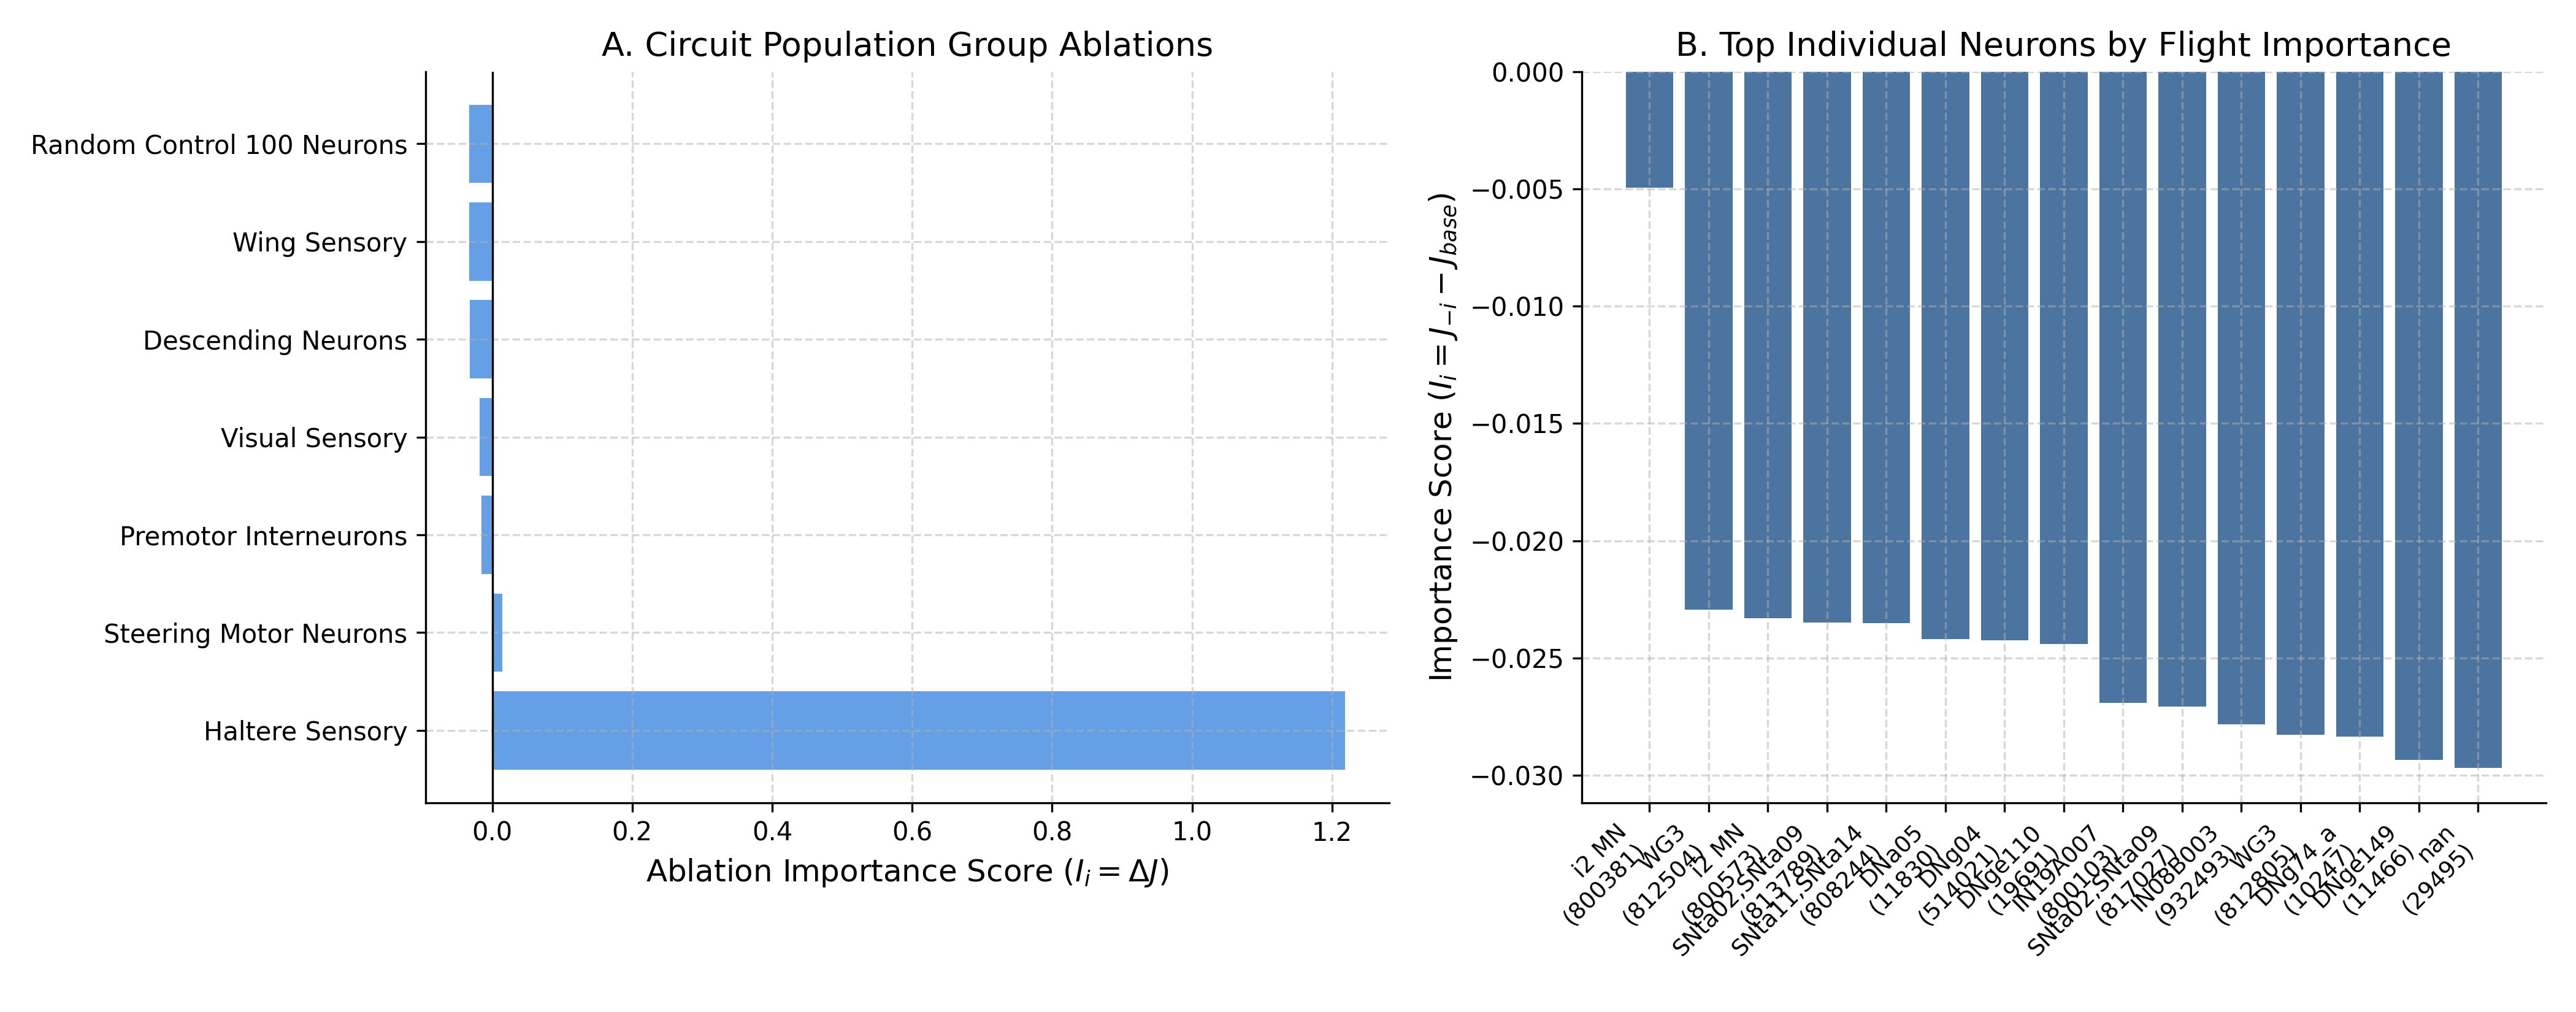 A. Circuit Population Group Ablations
Random Control 100 Neurons
Wing Sensory
Descending Neurons
Visual Sensory
Premotor Interneurons
Steering Motor Neurons
Haltere Sensory
0.0 0.2 0.4 0.6 0.8 1.0 1.2
Ablation Importance Score (I_i = ΔJ)
B. Top Individual Neurons by Flight Importance
Importance Score (I_i = J_{−i} − J_{base})
0.000
−0.005
−0.010
−0.015
−0.020
−0.025
−0.030
i2 MN
(800381)
WG3
(812504)
i2 MN
(800573)
SNta02,SNta09
(813789)
SNta11,SNta14
(808244)
DNa05
(11830)
DNg04
(514021)
DNge110
(19691)
IN19A007
(800103)
SNta02,SNta09
(817027)
IN08B003
(932493)
WG3
(812805)
DNg74_a
(10247)
DNge149
(11466)
nan
(29495)